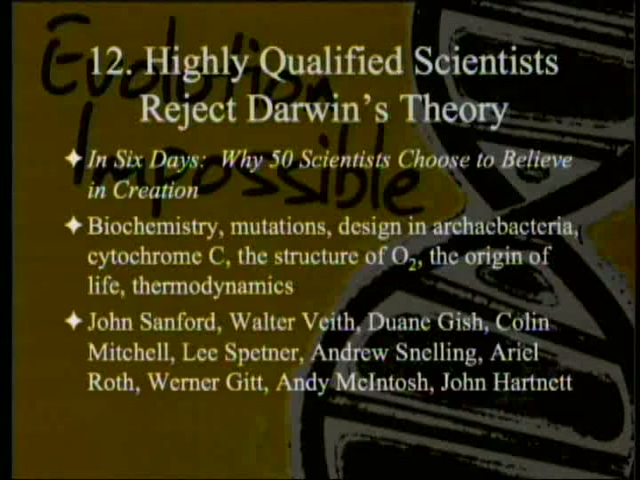 Evolution
Impossible
12. Highly Qualified Scientists
Reject Darwin's Theory
In Six Days: Why 50 Scientists Choose to Believe
in Creation
Biochemistry, mutations, design in archaebacteria,
cytochrome C, the structure of O₂, the origin of
life, thermodynamics
John Sanford, Walter Veith, Duane Gish, Colin
Mitchell, Lee Spetner, Andrew Snelling, Ariel
Roth, Werner Gitt, Andy McIntosh, John Hartnett